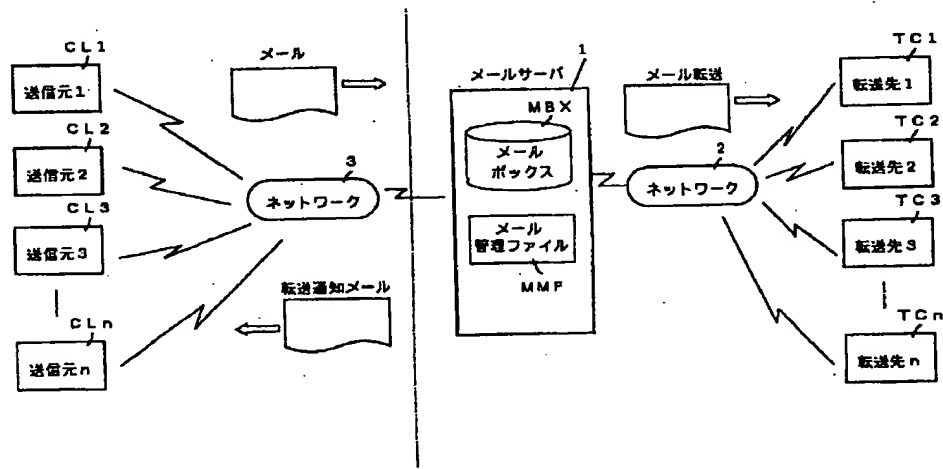 CL1
送信元1
CL2
送信元2
CL3
送信元3
CLn
送信元n
メール
3
ネットワーク
転送通知メール
1
メールサーバ
MBX
メール
ボックス
メール
管理ファイル
MMF
メール転送
2
ネットワーク
TC1
転送先1
TC2
転送先2
TC3
転送先3
TCn
転送先n